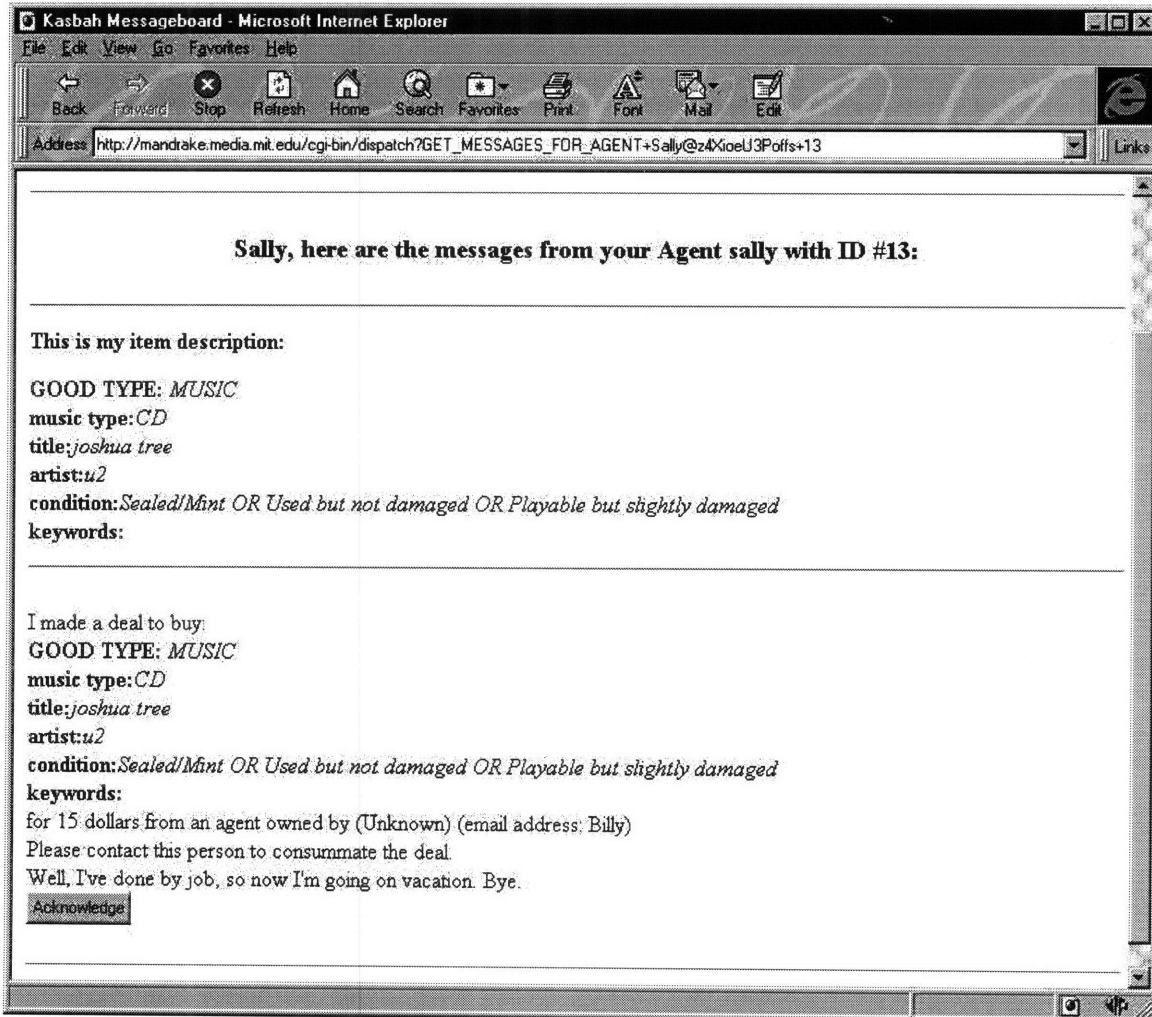 Kasbah Messageboard - Microsoft Internet Explorer
File Edit View Go Favorites Help
Back Forward Stop Refresh Home Search Favorites Print Font Mail Edit
Address http://mandrake.media.mit.edu/cgi-bin/dispatch?GET_MESSAGES_FOR_AGENT+Sally@z4XioeU3Poffs+13 Links
Sally, here are the messages from your Agent sally with ID #13:
This is my item description:
GOOD TYPE: MUSIC
music type:CD
title:joshua tree
artist:u2
condition:Sealed/Mint OR Used but not damaged OR Playable but slightly damaged
keywords:
I made a deal to buy:
GOOD TYPE: MUSIC
music type:CD
title:joshua tree
artist:u2
condition:Sealed/Mint OR Used but not damaged OR Playable but slightly damaged
keywords:
for 15 dollars from an agent owned by (Unknown) (email address: Billy)
Please contact this person to consummate the deal.
Well, I've done by job, so now I'm going on vacation. Bye.
Acknowledge